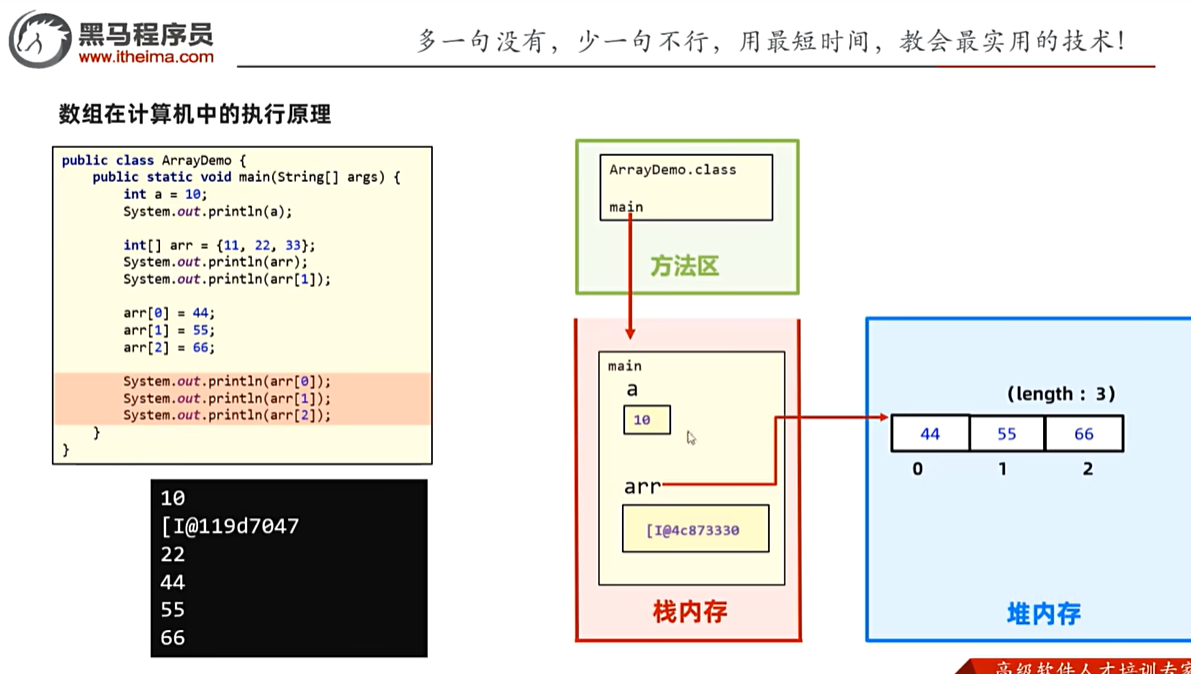 黑马程序员
www.itheima.com
多一句没有，少一句不行，用最短时间，教会最实用的技术！
数组在计算机中的执行原理
public class ArrayDemo {
public static void main(String[] args) {
int a = 10;
System.out.println(a);
int[] arr = {11, 22, 33};
System.out.println(arr);
System.out.println(arr[1]);
arr[0] = 44;
arr[1] = 55;
arr[2] = 66;
System.out.println(arr[0]);
System.out.println(arr[1]);
System.out.println(arr[2]);
}
}
10
[I@119d7047
22
44
55
66
ArrayDemo.class
main
方法区
main
a
10
arr
[I@4c873330
栈内存
(length : 3)
44 55 66
0 1 2
堆内存
高级软件人才培训专家